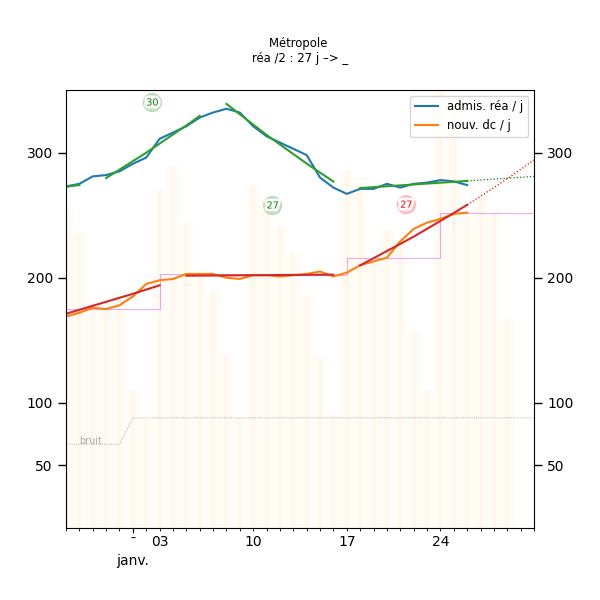 Métropole
réa /2 : 27 j –> _
admis. réa / j
nouv. dc / j
30
27
27
300
300
200
200
100
100
50
50
bruit
- 03 10 17 24
janv.